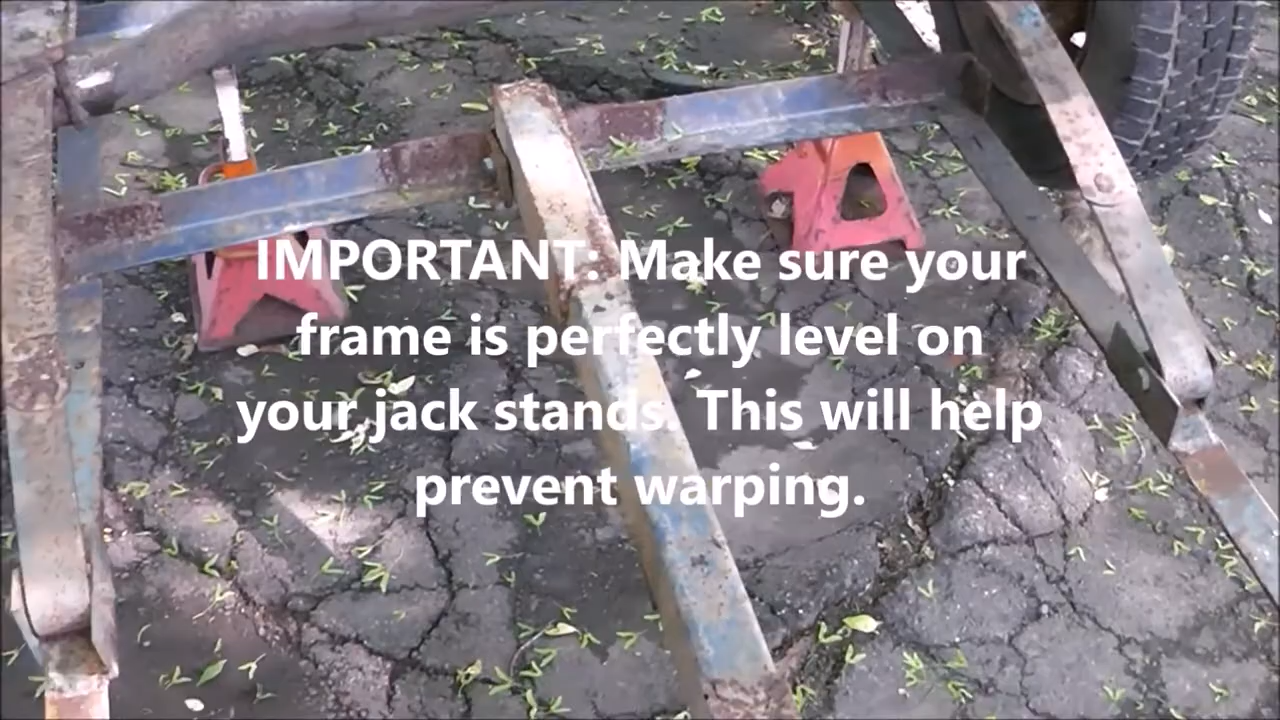 IMPORTANT: Make sure your
frame is perfectly level on
your jack stands. This will help
prevent warping.